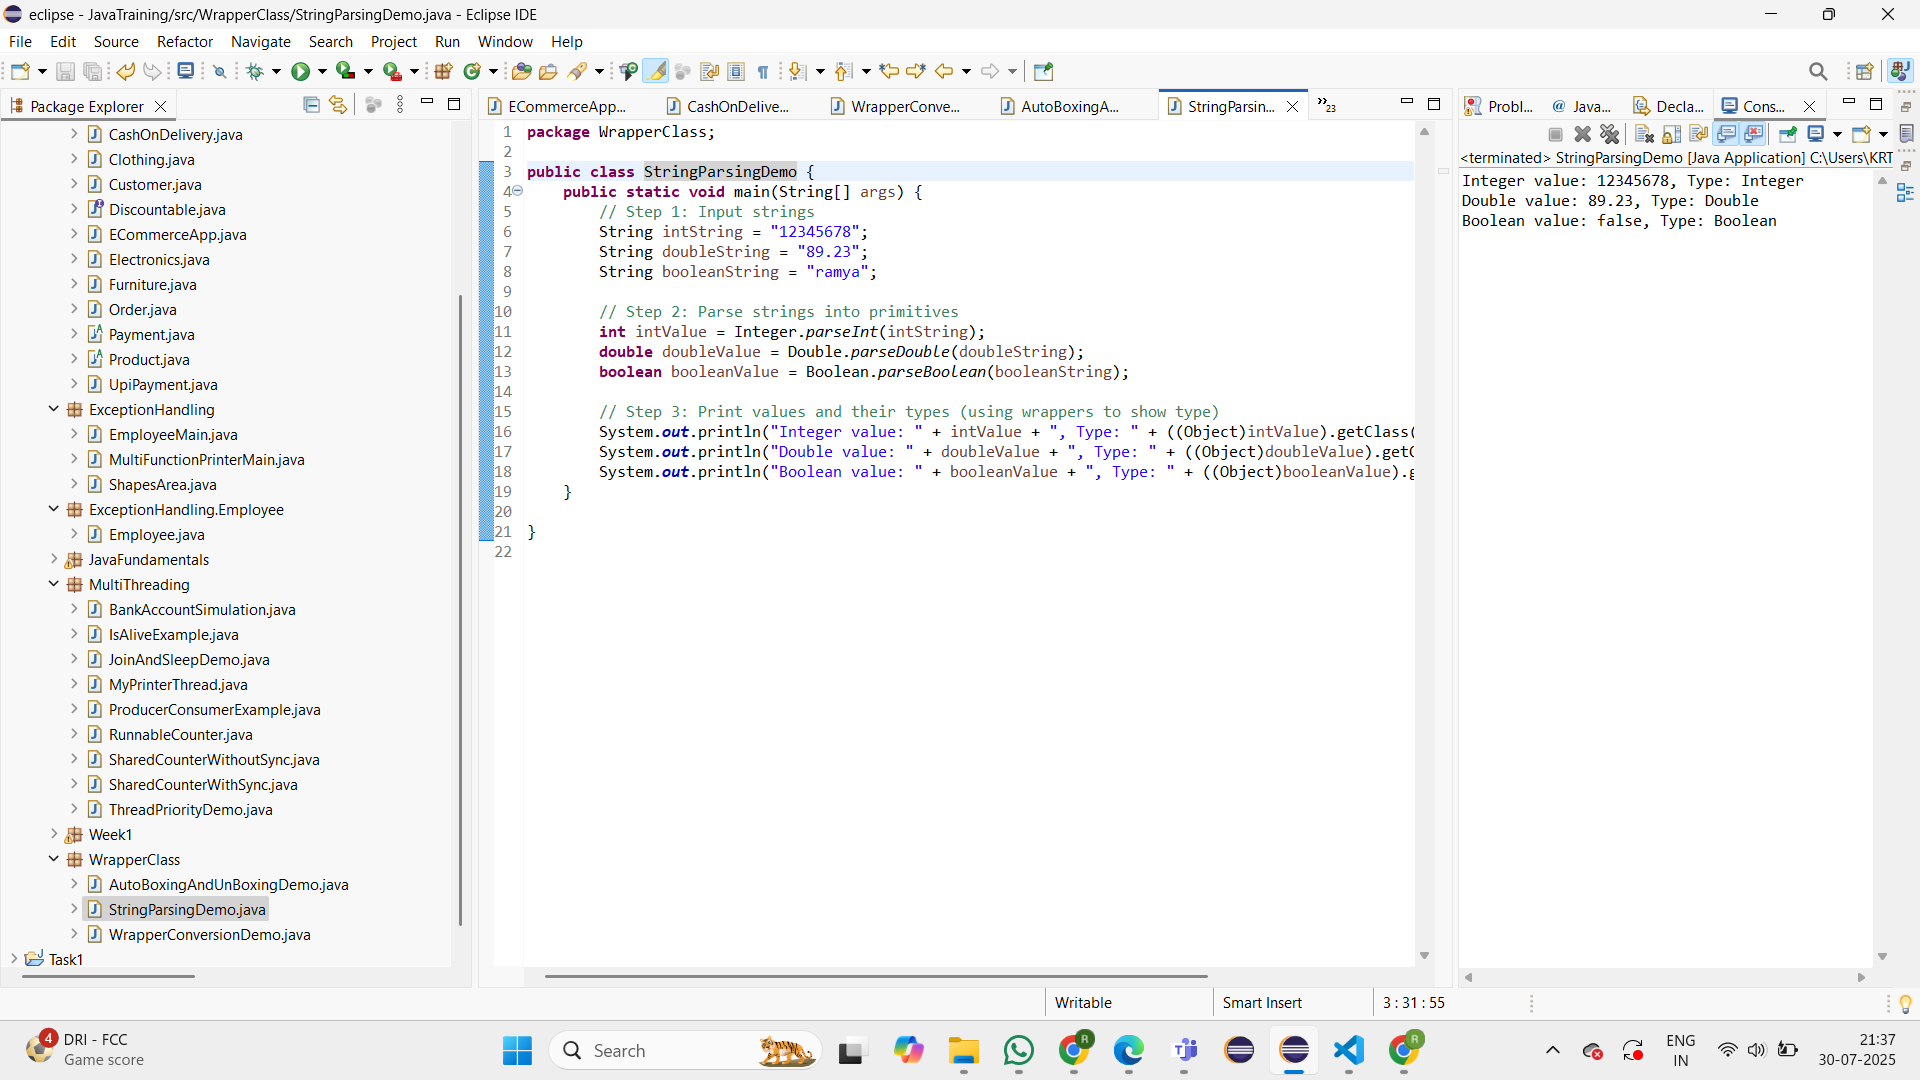 eclipse - JavaTraining/src/WrapperClass/StringParsingDemo.java - Eclipse IDE
File Edit Source Refactor Navigate Search Project Run Window Help
Package Explorer
CashOnDelivery.java
Clothing.java
Customer.java
Discountable.java
ECommerceApp.java
Electronics.java
Furniture.java
Order.java
Payment.java
Product.java
UpiPayment.java
ExceptionHandling
EmployeeMain.java
MultiFunctionPrinterMain.java
ShapesArea.java
ExceptionHandling.Employee
Employee.java
JavaFundamentals
MultiThreading
BankAccountSimulation.java
IsAliveExample.java
JoinAndSleepDemo.java
MyPrinterThread.java
ProducerConsumerExample.java
RunnableCounter.java
SharedCounterWithoutSync.java
SharedCounterWithSync.java
ThreadPriorityDemo.java
Week1
WrapperClass
AutoBoxingAndUnBoxingDemo.java
StringParsingDemo.java
WrapperConversionDemo.java
Task1
ECommerceApp... CashOnDelive... WrapperConve... AutoBoxingA... StringParsin... »23
1 package WrapperClass;
2
3 public class StringParsingDemo {
4 public static void main(String[] args) {
5 // Step 1: Input strings
6 String intString = "12345678";
7 String doubleString = "89.23";
8 String booleanString = "ramya";
9
10 // Step 2: Parse strings into primitives
11 int intValue = Integer.parseInt(intString);
12 double doubleValue = Double.parseDouble(doubleString);
13 boolean booleanValue = Boolean.parseBoolean(booleanString);
14
15 // Step 3: Print values and their types (using wrappers to show type)
16 System.out.println("Integer value: " + intValue + ", Type: " + ((Object)intValue).getClass(
17 System.out.println("Double value: " + doubleValue + ", Type: " + ((Object)doubleValue).getC
18 System.out.println("Boolean value: " + booleanValue + ", Type: " + ((Object)booleanValue).g
19 }
20
21 }
22
Probl... @ Java... Decla... Cons...
<terminated> StringParsingDemo [Java Application] C:\Users\KRT
Integer value: 12345678, Type: Integer
Double value: 89.23, Type: Double
Boolean value: false, Type: Boolean
Writable Smart Insert 3 : 31 : 55
4 DRI - FCC
Game score
Search
R
R
ENG
IN
21:37
30-07-2025